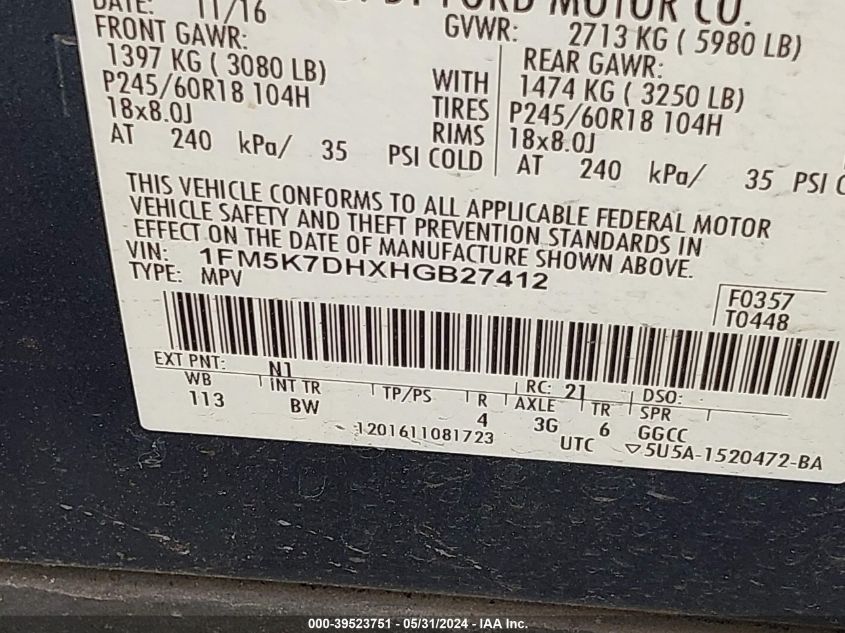 DATE: 11/16
FORD MOTOR CO.
FRONT GAWR:
GVWR: 2713 KG ( 5980 LB)
1397 KG ( 3080 LB)
REAR GAWR:
P245/60R18 104H WITH 1474 KG ( 3250 LB)
18x8.0J TIRES P245/60R18 104H
RIMS 18x8.0J
AT 240 kPa/ 35 PSI COLD
AT 240 kPa/ 35 PSI C
THIS VEHICLE CONFORMS TO ALL APPLICABLE FEDERAL MOTOR
VEHICLE SAFETY AND THEFT PREVENTION STANDARDS IN
EFFECT ON THE DATE OF MANUFACTURE SHOWN ABOVE.
VIN: 1FM5K7DHXHGB27412
TYPE: MPV
F0357
T0448
EXT PNT: N1 RC: 21 DSO:
WB INT TR TP/PS R AXLE TR SPR
113 BW 4 3G 6 GGCC
1201611081723 UTC ▽5U5A-1520472-BA
000-39523751 - 05/31/2024 - IAAI Inc.